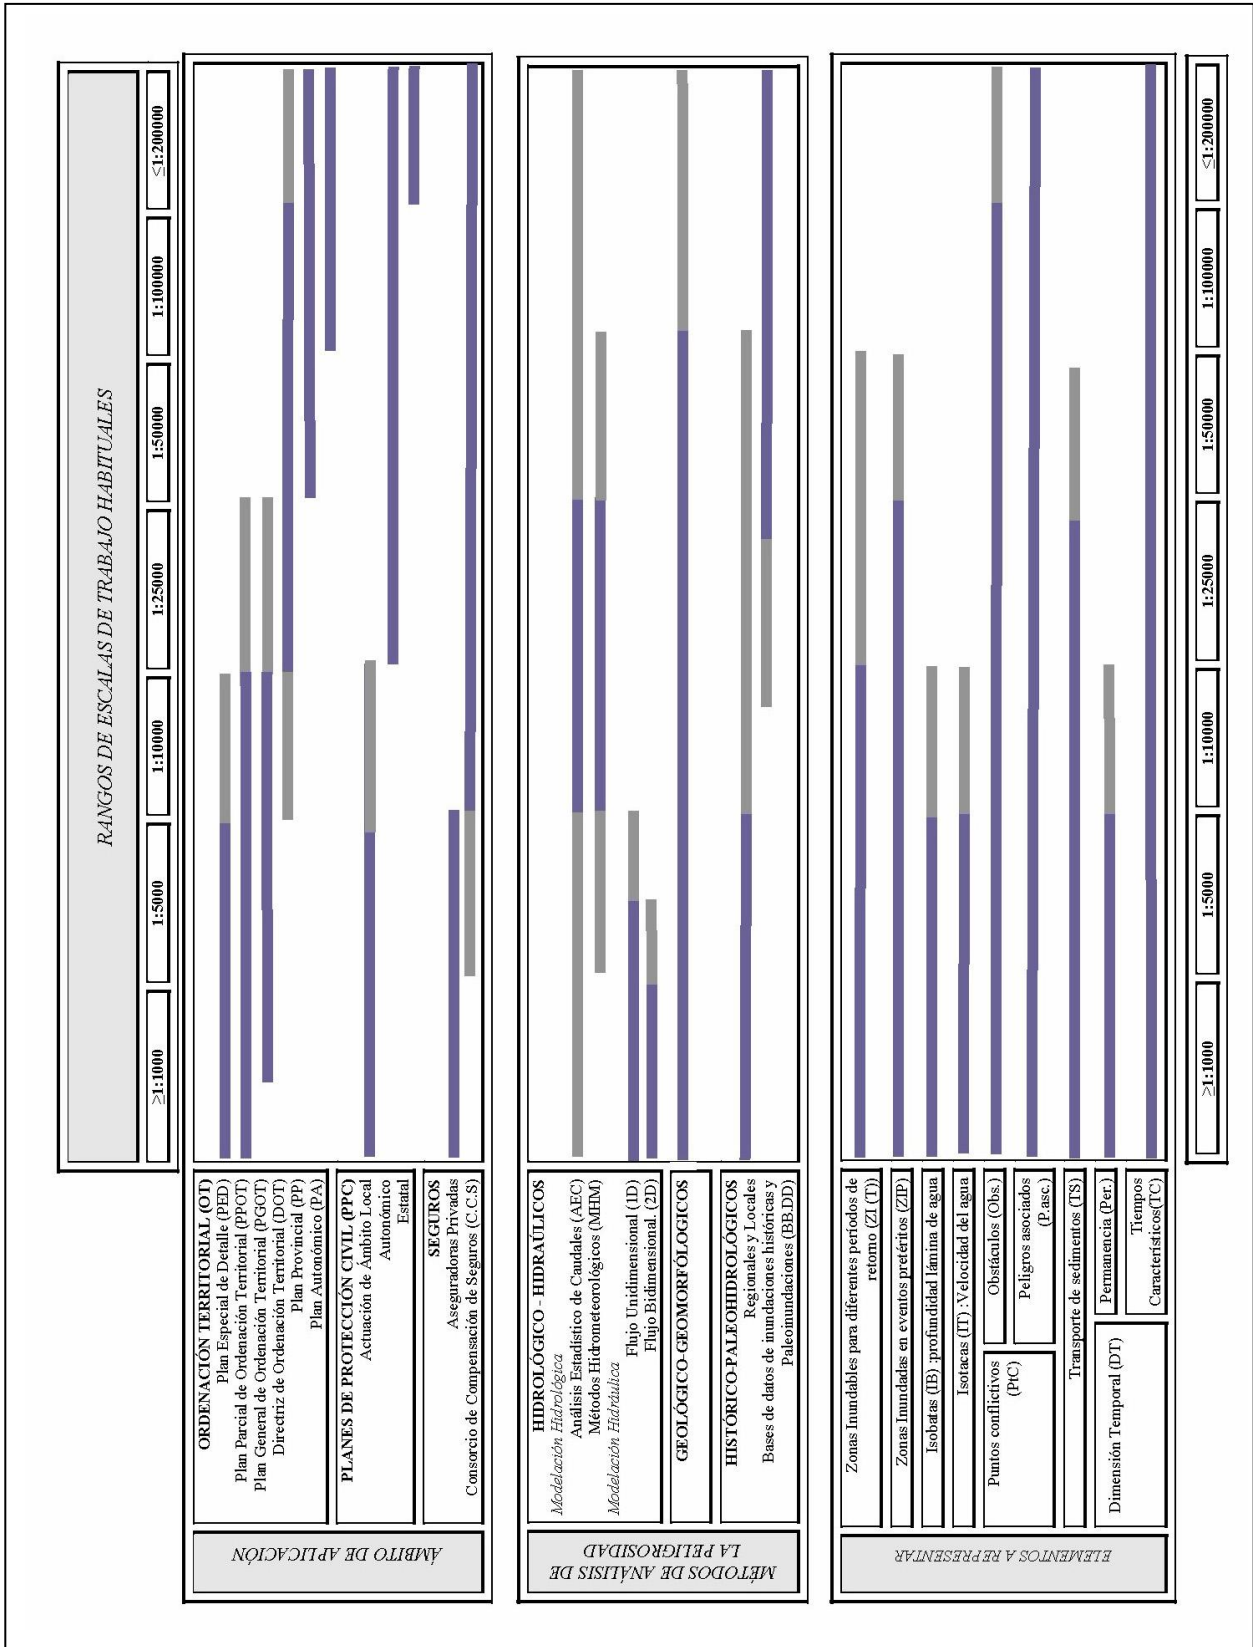 RANGOS DE ESCALAS DE TRABAJO HABITUALES
≥1:1000
1:5000
1:10000
1:25000
1:50000
1:100000
≤1:200000
ÁMBITO DE APLICACIÓN
ORDENACIÓN TERRITORIAL (OT)
Plan Especial de Detalle (PED)
Plan Parcial de Ordenación Territorial (PPOT)
Plan General de Ordenación Territorial (PGOT)
Directriz de Ordenación Territorial (DOT)
Plan Provincial (PP)
Plan Autonómico (PA)
PLANES DE PROTECCIÓN CIVIL (PPC)
Actuación de Ámbito Local
Autonómico
Estatal
SEGUROS
Aseguradoras Privadas
Consorcio de Compensación de Seguros (C.C.S)
MÉTODOS DE ANÁLISIS DE
LA PELIGROSIDAD
HIDROLÓGICO - HIDRAÚLICOS
Modelación Hidrológica
Análisis Estadístico de Caudales (AEC)
Métodos Hidrometeorológicos (MHM)
Modelación Hidráulica
Flujo Unidimensional (1D)
Flujo Bidimensional. (2D)
GEOLÓGICO-GEOMORFÓLOGICOS
HISTÓRICO-PALEOHIDROLÓGICOS
Regionales y Locales
Bases de datos de inundaciones históricas y
Paleoinundaciones (BB.DD)
ELEMENTOS A REPRESENTAR
Zonas Inundables para diferentes períodos de
retorno (ZI (T))
Zonas Inundadas en eventos pretéritos (ZIP)
Isobatas (IB) :profundidad lámina de agua
Isotacas (IT) :Velocidad del agua
Puntos conflictivos
(PtC)
Obstáculos (Obs.)
Peligros asociados
(P.asc.)
Transporte de sedimentos (TS)
Dimensión Temporal (DT)
Permanencia (Per.)
Tiempos
Característicos(TC)
≥1:1000
1:5000
1:10000
1:25000
1:50000
1:100000
≤1:200000